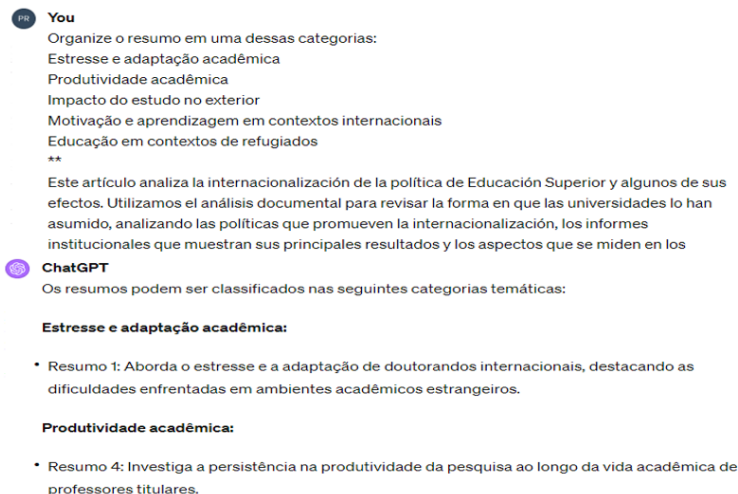 PR You
Organize o resumo em uma dessas categorias:
Estresse e adaptação acadêmica
Produtividade acadêmica
Impacto do estudo no exterior
Motivação e aprendizagem em contextos internacionais
Educação em contextos de refugiados
**
Este artículo analiza la internacionalización de la política de Educación Superior y algunos de sus
efectos. Utilizamos el análisis documental para revisar la forma en que las universidades lo han
asumido, analizando las políticas que promueven la internacionalización, los informes
institucionales que muestran sus principales resultados y los aspectos que se miden en los
ChatGPT
Os resumos podem ser classificados nas seguintes categorias temáticas:
Estresse e adaptação acadêmica:
• Resumo 1: Aborda o estresse e a adaptação de doutorandos internacionais, destacando as
dificuldades enfrentadas em ambientes acadêmicos estrangeiros.
Produtividade acadêmica:
• Resumo 4: Investiga a persistência na produtividade da pesquisa ao longo da vida acadêmica de
professores titulares.